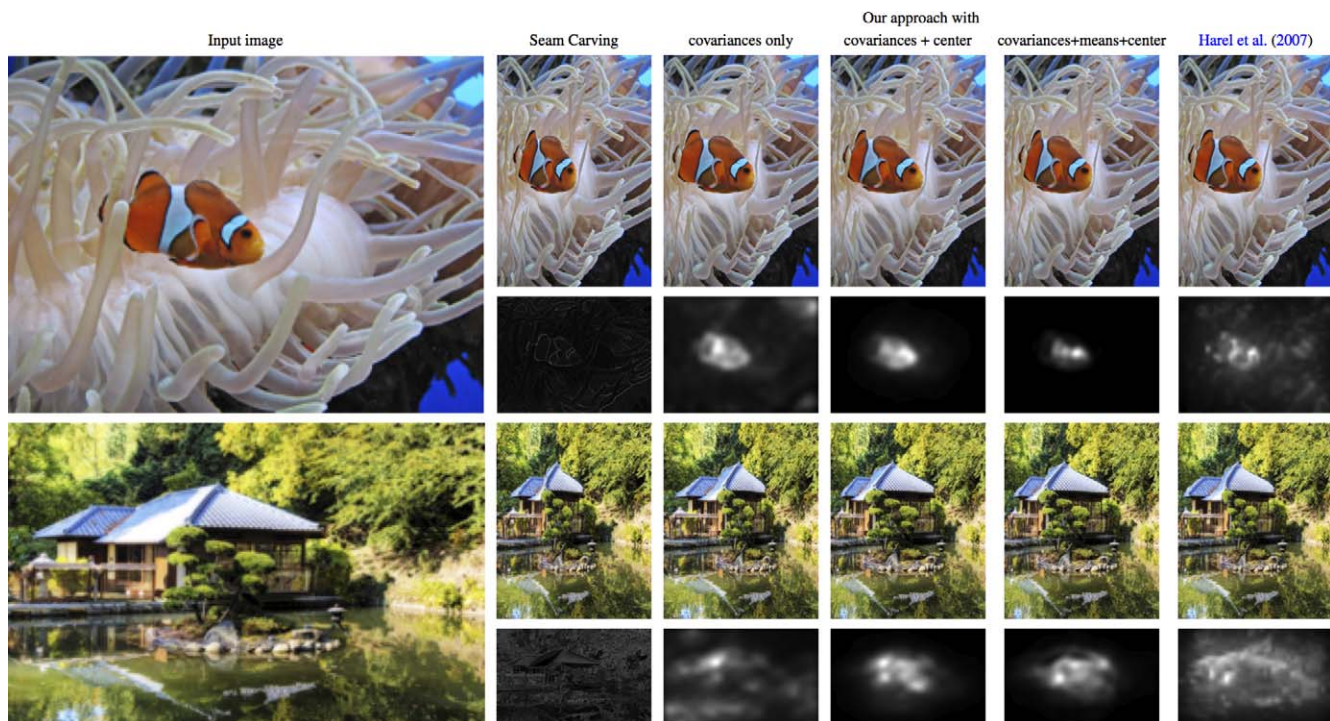 Our approach with
Input image
Seam Carving
covariances only
covariances + center
covariances+means+center
Harel et al. (2007)